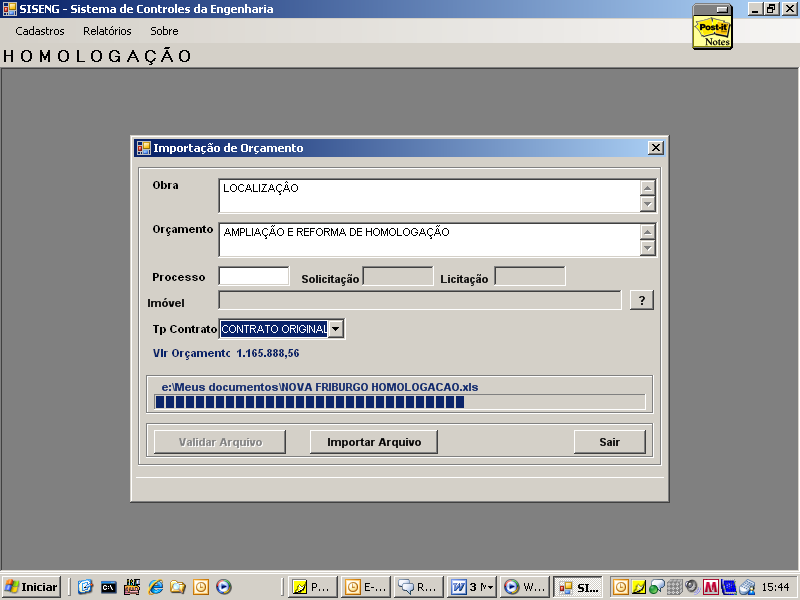 SISENG - Sistema de Controles da Engenharia
Cadastros Relatórios Sobre
Post-it
Notes
HOMOLOGAÇÃO
Importação de Orçamento
Obra LOCALIZAÇÃO
Orçamento AMPLIAÇÃO E REFORMA DE HOMOLOGAÇÃO
Processo Solicitação Licitação
Imóvel ?
Tp Contrato CONTRATO ORIGINAL
Vlr Orçamento 1.165.888,56
e:\Meus documentos\NOVA FRIBURGO HOMOLOGACAO.xls
Validar Arquivo Importar Arquivo Sair
Iniciar P... E-... R... 3 W... SI... 15:44